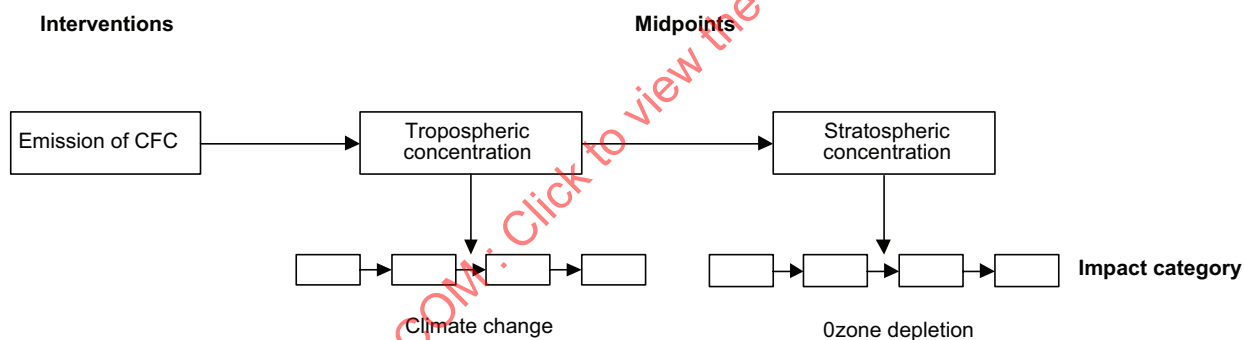 Interventions
Midpoints
Emission of CFC
Tropospheric
concentration
Stratospheric
concentration
Impact category
Climate change
0zone depletion
COM : Click to view the